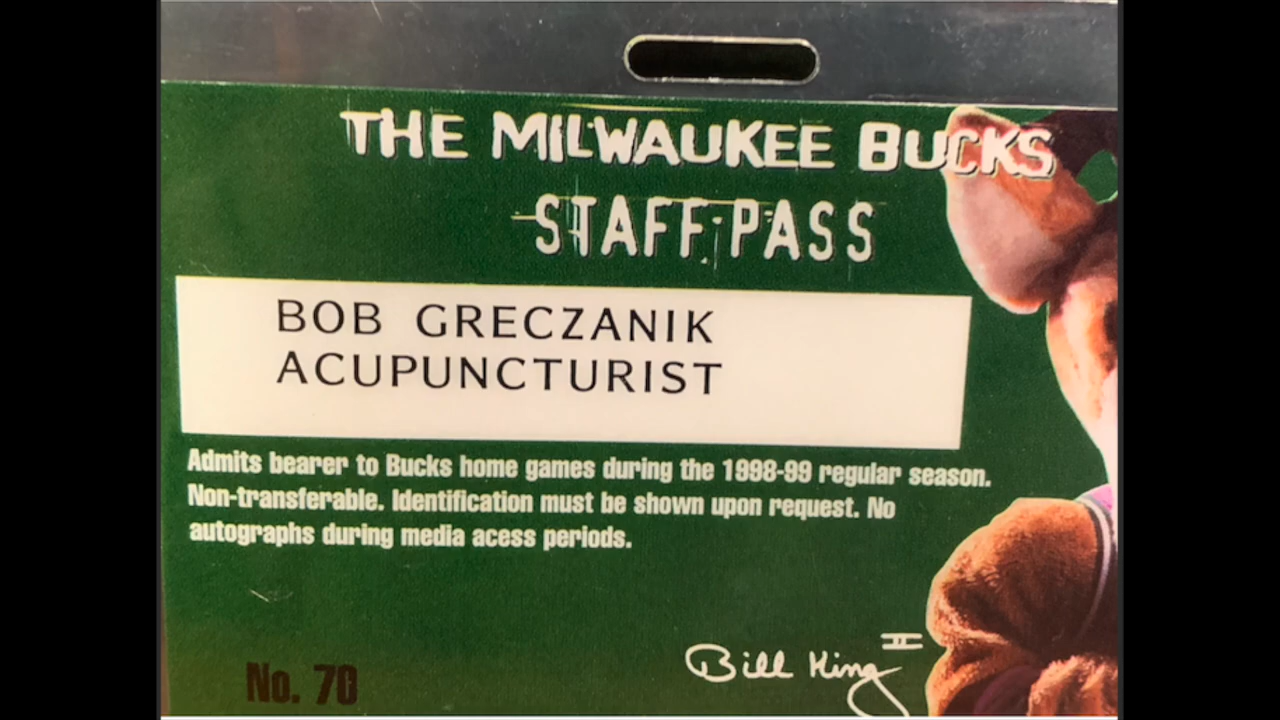 THE MILWAUKEE BUCKS
STAFF PASS
BOB GRECZANIK
ACUPUNCTURIST
Admits bearer to Bucks home games during the 1998-99 regular season.
Non-transferable. Identification must be shown upon request. No
autographs during media acess periods.
Bill King II
No. 70